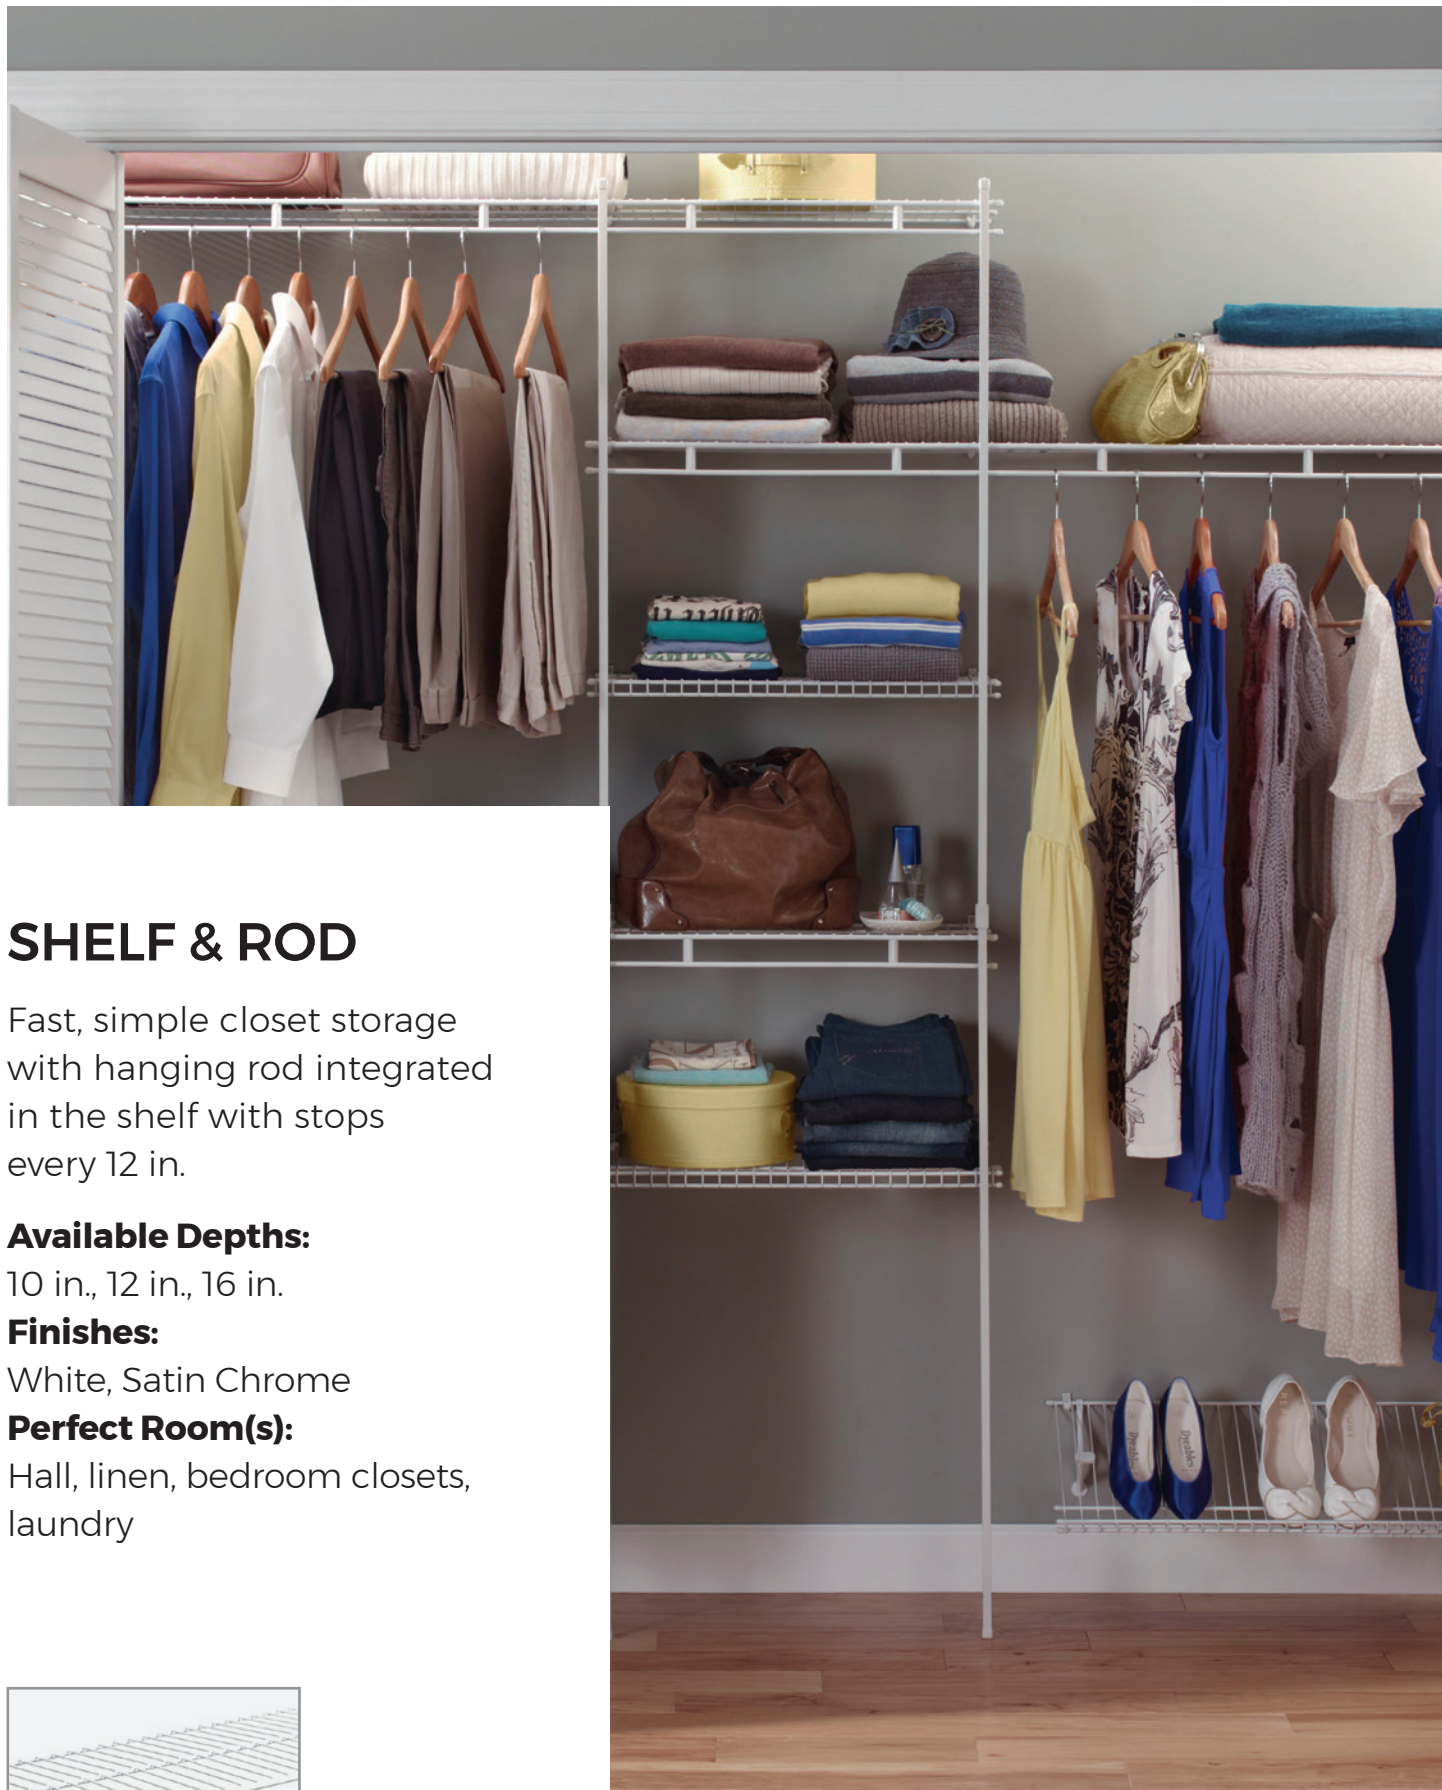 SHELF & ROD
Fast, simple closet storage
with hanging rod integrated
in the shelf with stops
every 12 in.
Available Depths:
10 in., 12 in., 16 in.
Finishes:
White, Satin Chrome
Perfect Room(s):
Hall, linen, bedroom closets,
laundry
Dyeables